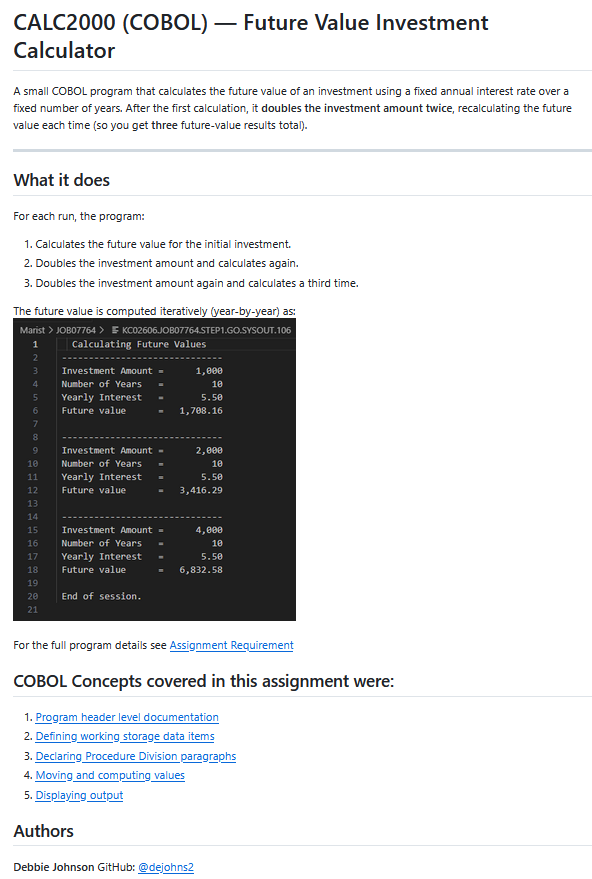 CALC2000 (COBOL) — Future Value Investment
Calculator
A small COBOL program that calculates the future value of an investment using a fixed annual interest rate over a
fixed number of years. After the first calculation, it doubles the investment amount twice, recalculating the future
value each time (so you get three future-value results total).
What it does
For each run, the program:
1. Calculates the future value for the initial investment.
2. Doubles the investment amount and calculates again.
3. Doubles the investment amount again and calculates a third time.
The future value is computed iteratively (year-by-year) as:
Marist > JOB07764 > KC02606.JOB07764.STEP1.GO.SYSOUT.106
1 Calculating Future Values
2 ------------------------------
3 Investment Amount = 1,000
4 Number of Years = 10
5 Yearly Interest = 5.50
6 Future value = 1,708.16
7
8 ------------------------------
9 Investment Amount = 2,000
10 Number of Years = 10
11 Yearly Interest = 5.50
12 Future value = 3,416.29
13
14 ------------------------------
15 Investment Amount = 4,000
16 Number of Years = 10
17 Yearly Interest = 5.50
18 Future value = 6,832.58
19
20 End of session.
21
For the full program details see Assignment Requirement
COBOL Concepts covered in this assignment were:
1. Program header level documentation
2. Defining working storage data items
3. Declaring Procedure Division paragraphs
4. Moving and computing values
5. Displaying output
Authors
Debbie Johnson GitHub: @dejohns2